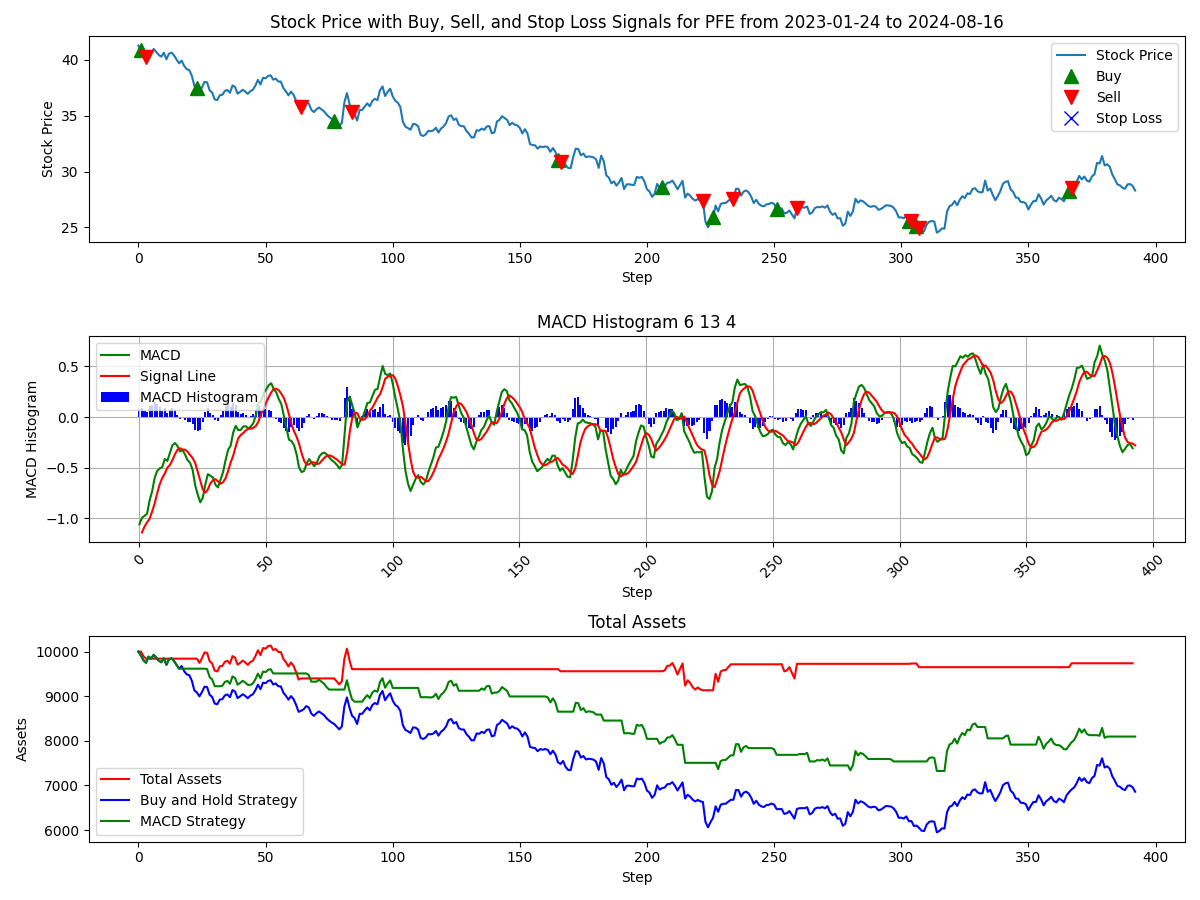 Stock Price with Buy, Sell, and Stop Loss Signals for PFE from 2023-01-24 to 2024-08-16
Stock Price
40
35
30
25
Stock Price
Buy
Sell
Stop Loss
0 50 100 150 200 250 300 350 400
Step
MACD Histogram 6 13 4
MACD Histogram
0.5
0.0
−0.5
−1.0
MACD
Signal Line
MACD Histogram
0 50 100 150 200 250 300 350 400
Step
Total Assets
Assets
10000
9000
8000
7000
6000
Total Assets
Buy and Hold Strategy
MACD Strategy
0 50 100 150 200 250 300 350 400
Step